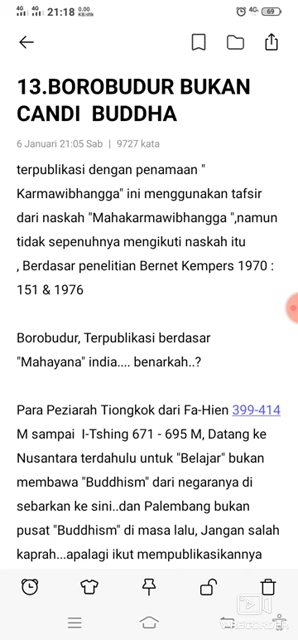 4G 4G 21:18 0.00 KB/dtk 4G 69
13.BOROBUDUR BUKAN
CANDI BUDDHA
6 Januari 21:05 Sab | 9727 kata
terpublikasi dengan penamaan "
Karmawibhangga" ini menggunakan tafsir
dari naskah "Mahakarmawibhangga ",namun
tidak sepenuhnya mengikuti naskah itu
, Berdasar penelitian Bernet Kempers 1970 :
151 & 1976
Borobudur, Terpublikasi berdasar
"Mahayana" india.... benarkah..?
Para Peziarah Tiongkok dari Fa-Hien 399-414
M sampai I-Tshing 671 - 695 M, Datang ke
Nusantara terdahulu untuk "Belajar" bukan
membawa "Buddhism" dari negaranya di
sebarkan ke sini..dan Palembang bukan
pusat "Buddhism" di masa lalu, Jangan salah
kaprah...apalagi ikut mempublikasikannya